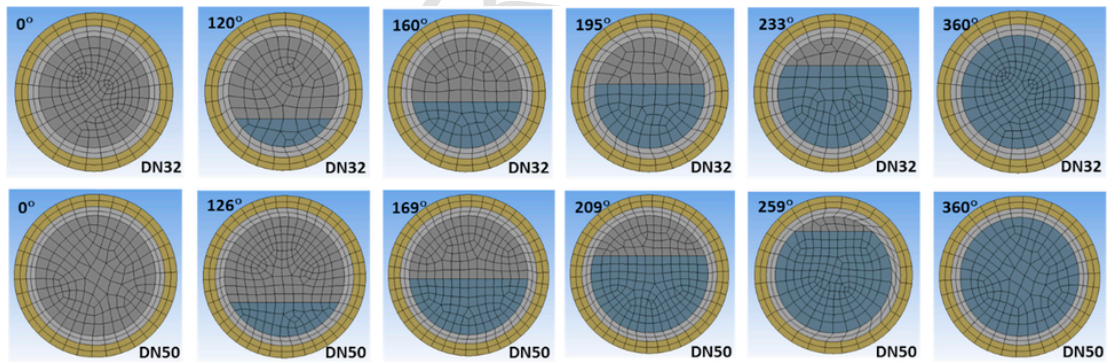 0° 120° 160° 195° 233° 360°
DN32 DN32 DN32 DN32 DN32 DN32
0° 126° 169° 209° 259° 360°
DN50 DN50 DN50 DN50 DN50 DN50